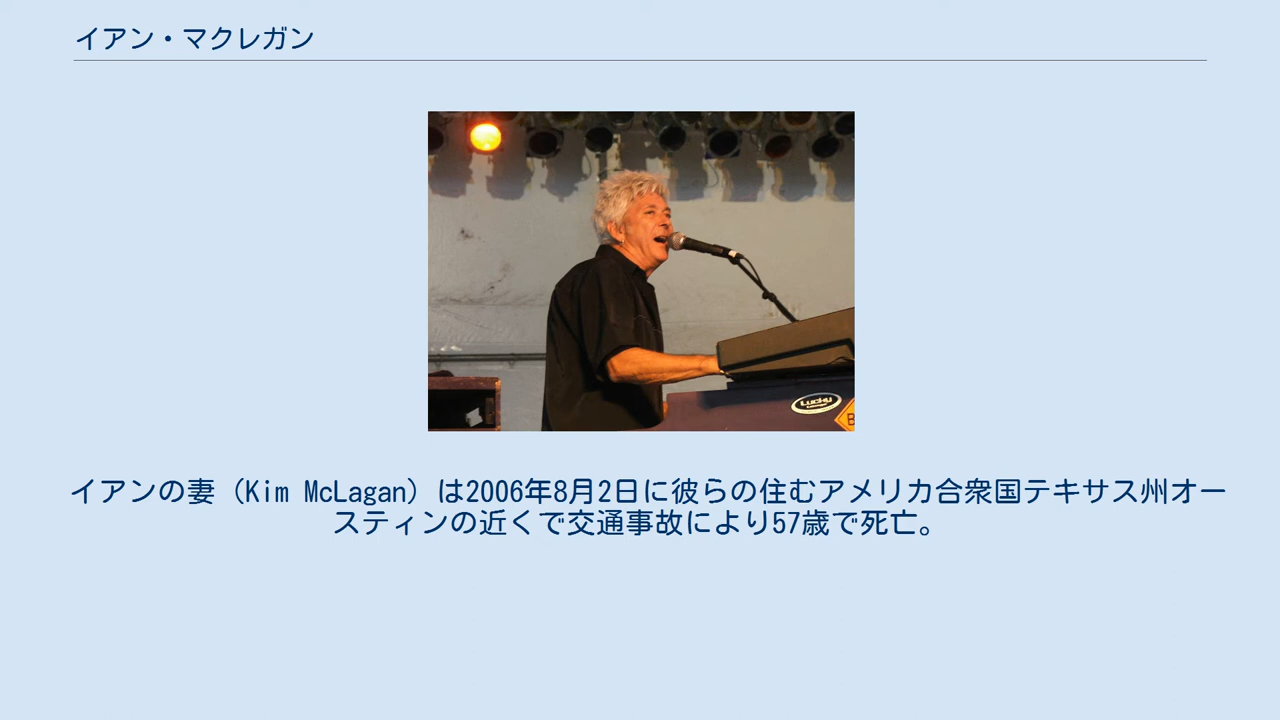 イアン・マクレガン
Lucky
B
イアンの妻（Kim McLagan）は2006年8月2日に彼らの住むアメリカ合衆国テキサス州オー
スティンの近くで交通事故により57歳で死亡。